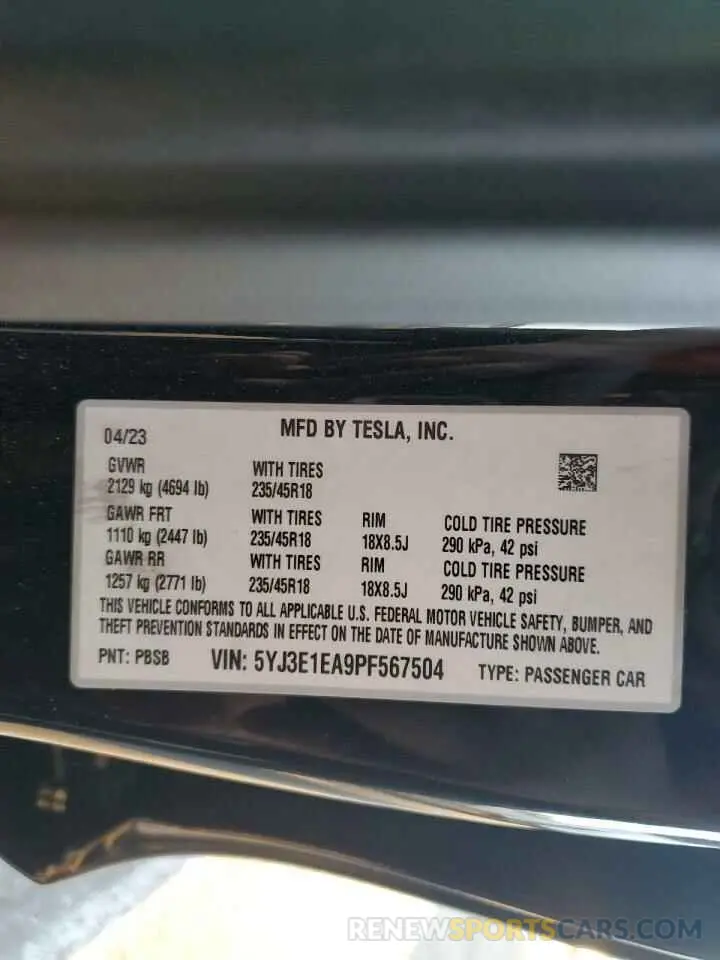 04/23 MFD BY TESLA, INC.
GVWR WITH TIRES
2129 kg (4694 lb) 235/45R18
GAWR FRT WITH TIRES RIM COLD TIRE PRESSURE
1110 kg (2447 lb) 235/45R18 18X8.5J 290 kPa, 42 psi
GAWR RR WITH TIRES RIM COLD TIRE PRESSURE
1257 kg (2771 lb) 235/45R18 18X8.5J 290 kPa, 42 psi
THIS VEHICLE CONFORMS TO ALL APPLICABLE U.S. FEDERAL MOTOR VEHICLE SAFETY, BUMPER, AND
THEFT PREVENTION STANDARDS IN EFFECT ON THE DATE OF MANUFACTURE SHOWN ABOVE.
PNT: PBSB VIN: 5YJ3E1EA9PF567504 TYPE: PASSENGER CAR
RENEWSPORTSCARS.COM